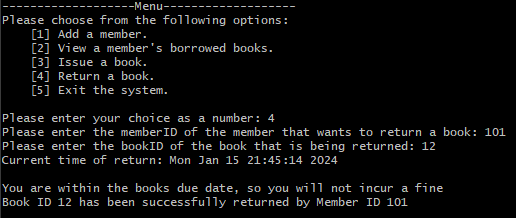 -------------------Menu-------------------
Please choose from the following options:
[1] Add a member.
[2] View a member's borrowed books.
[3] Issue a book.
[4] Return a book.
[5] Exit the system.
Please enter your choice as a number: 4
Please enter the memberID of the member that wants to return a book: 101
Please enter the bookID of the book that is being returned: 12
Current time of return: Mon Jan 15 21:45:14 2024
You are within the books due date, so you will not incur a fine
Book ID 12 has been successfully returned by Member ID 101